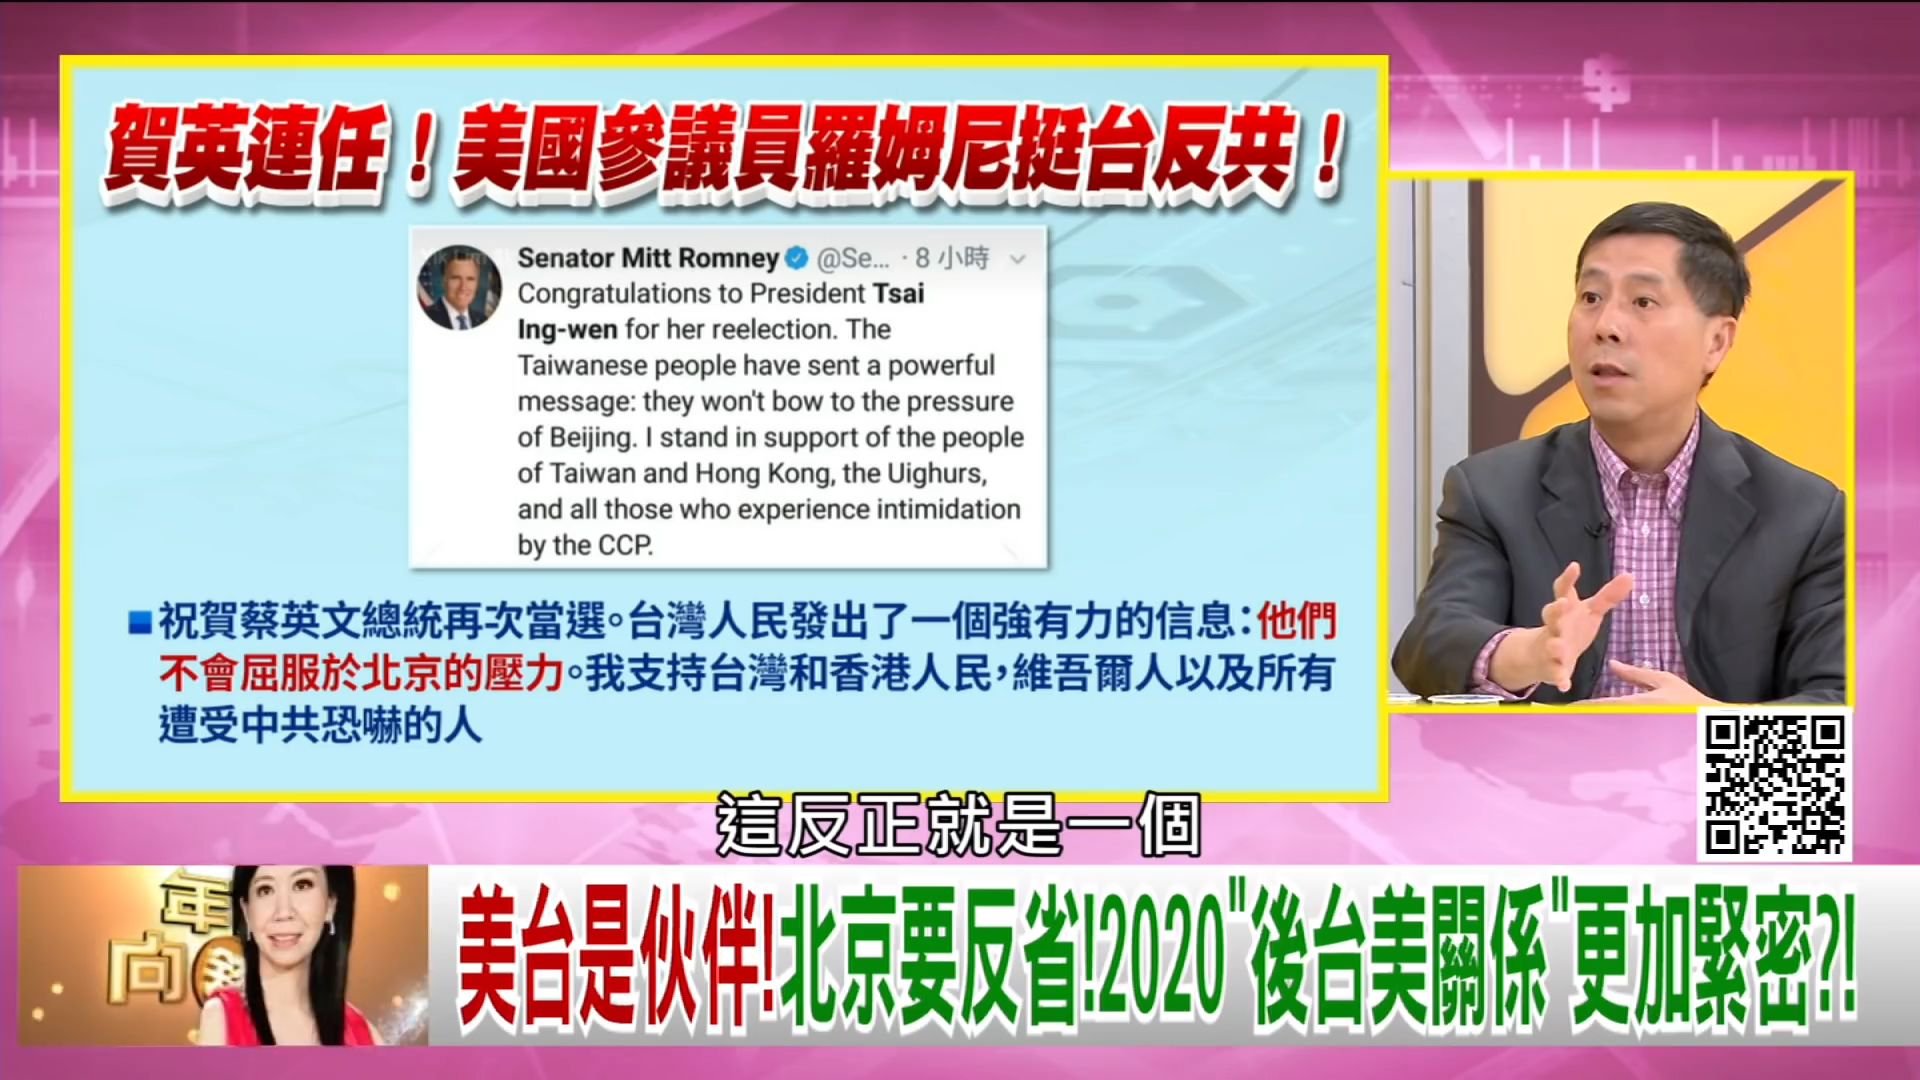 賀英連任！美國參議員羅姆尼挺台反共！
Senator Mitt Romney @Se... · 8 小時
Congratulations to President Tsai
Ing-wen for her reelection. The
Taiwanese people have sent a powerful
message: they won't bow to the pressure
of Beijing. I stand in support of the people
of Taiwan and Hong Kong, the Uighurs,
and all those who experience intimidation
by the CCP.
祝賀蔡英文總統再次當選。台灣人民發出了一個強有力的信息：他們
不會屈服於北京的壓力。我支持台灣和香港人民，維吾爾人以及所有
遭受中共恐嚇的人
這反正就是一個
年
向
美台是伙伴!北京要反省!2020"後台美關係"更加緊密?!